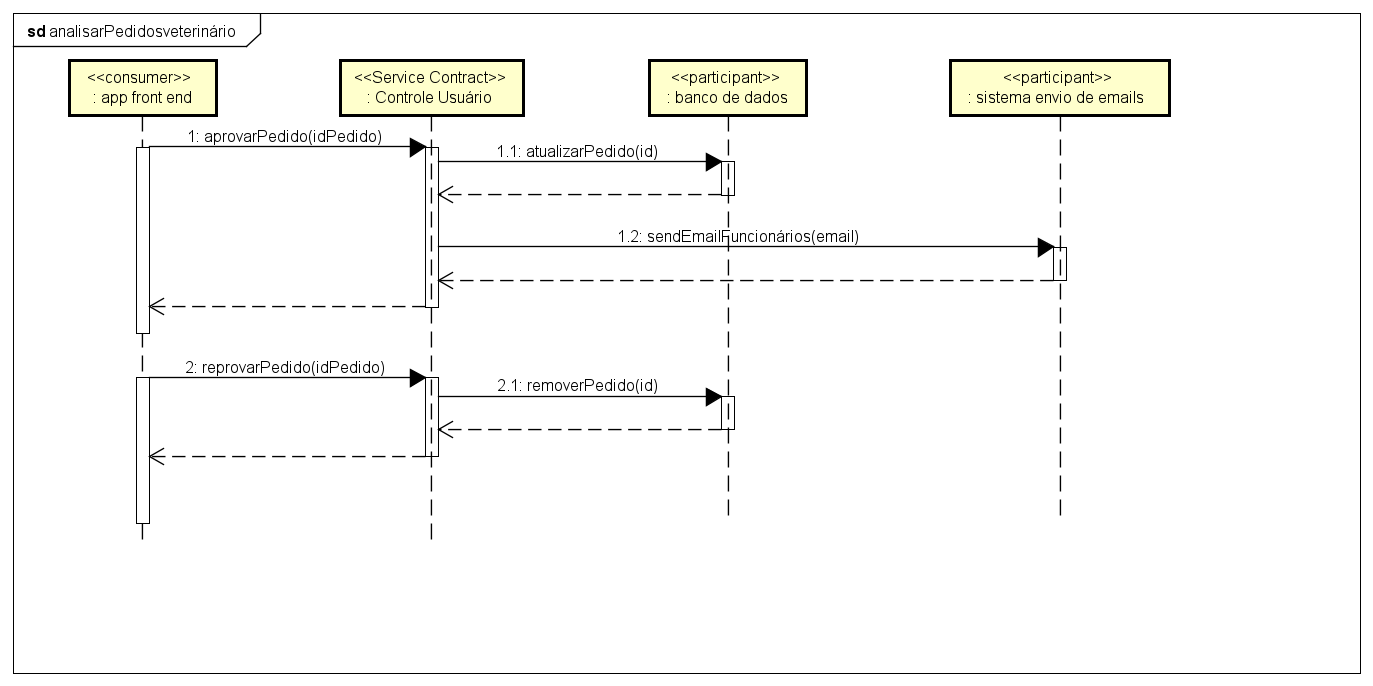 sd analisarPedidosveterinário
<<consumer>>
: app front end
<<Service Contract>>
: Controle Usuário
<<participant>>
: banco de dados
<<participant>>
: sistema envio de emails
1: aprovarPedido(idPedido)
1.1: atualizarPedido(id)
1.2: sendEmailFuncionários(email)
2: reprovarPedido(idPedido)
2.1: removerPedido(id)